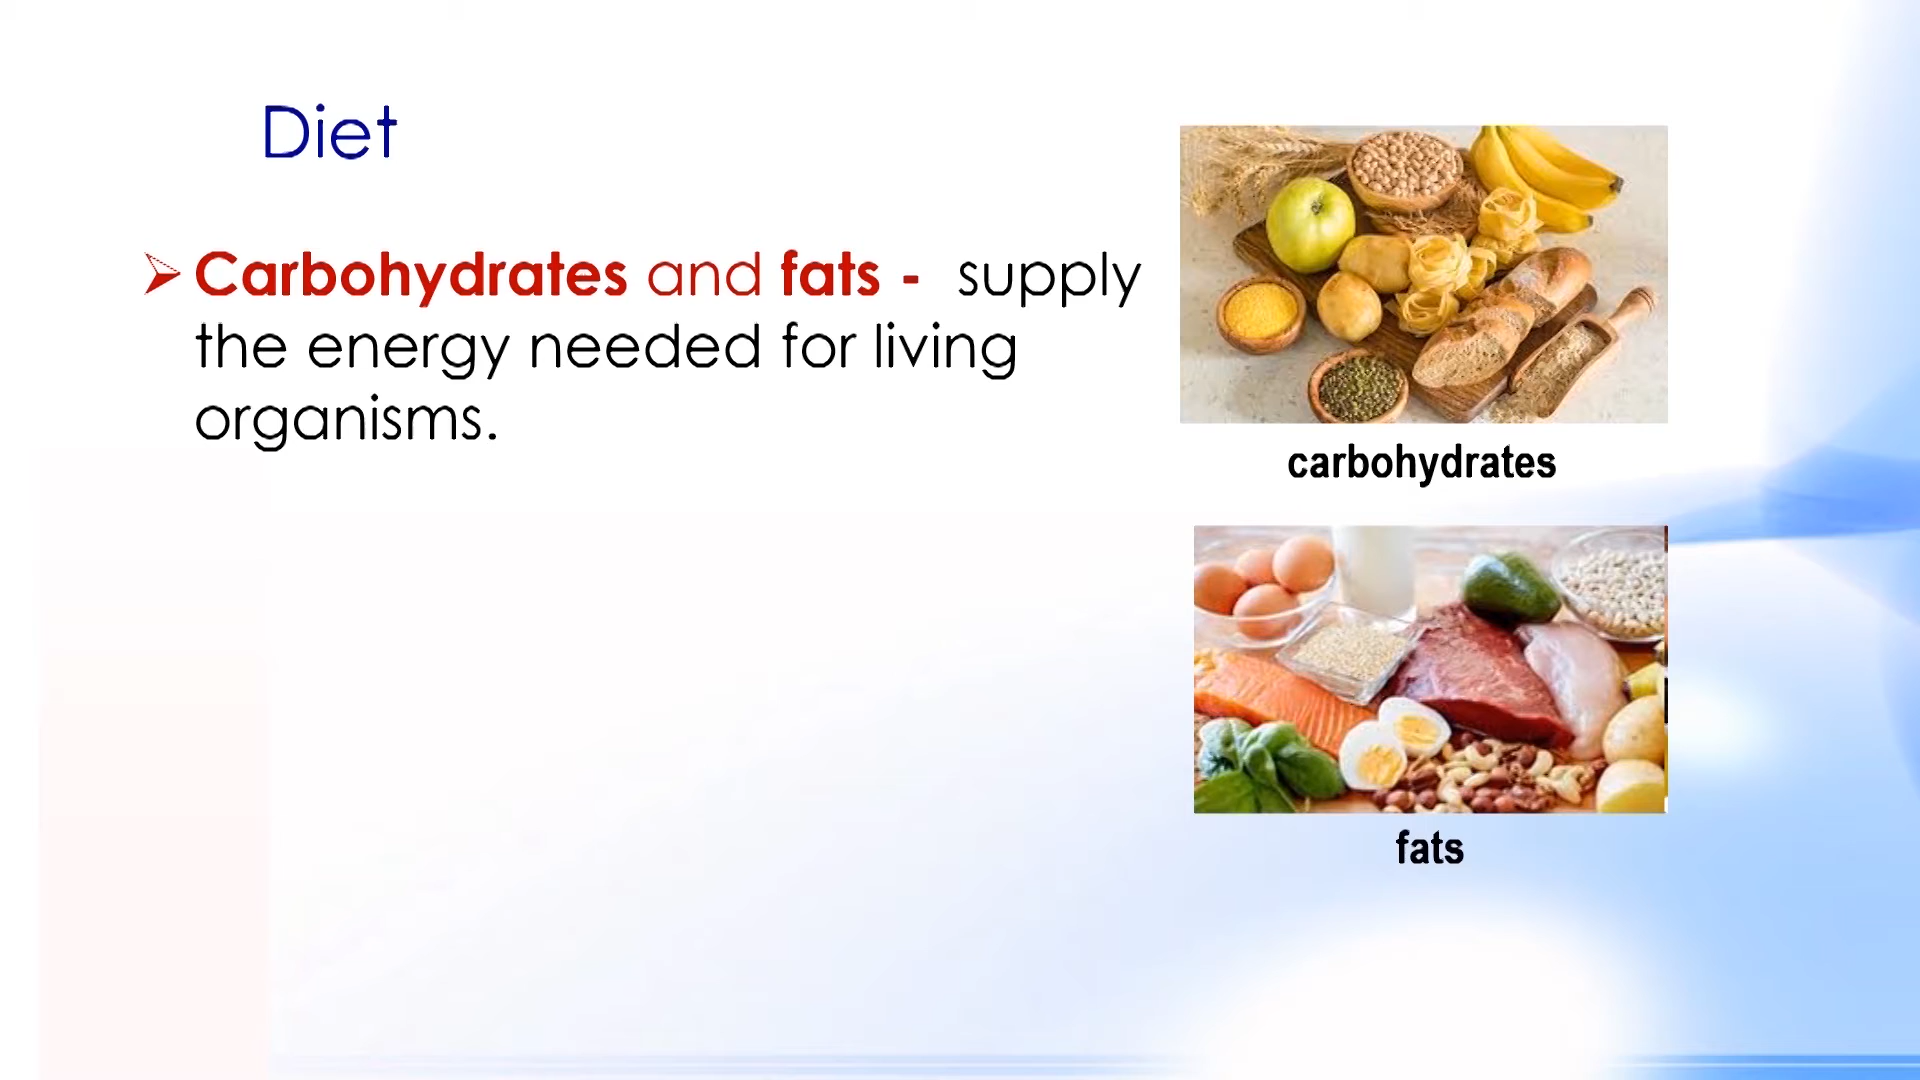 Diet
➢ Carbohydrates and fats - supply
the energy needed for living
organisms.
carbohydrates
fats